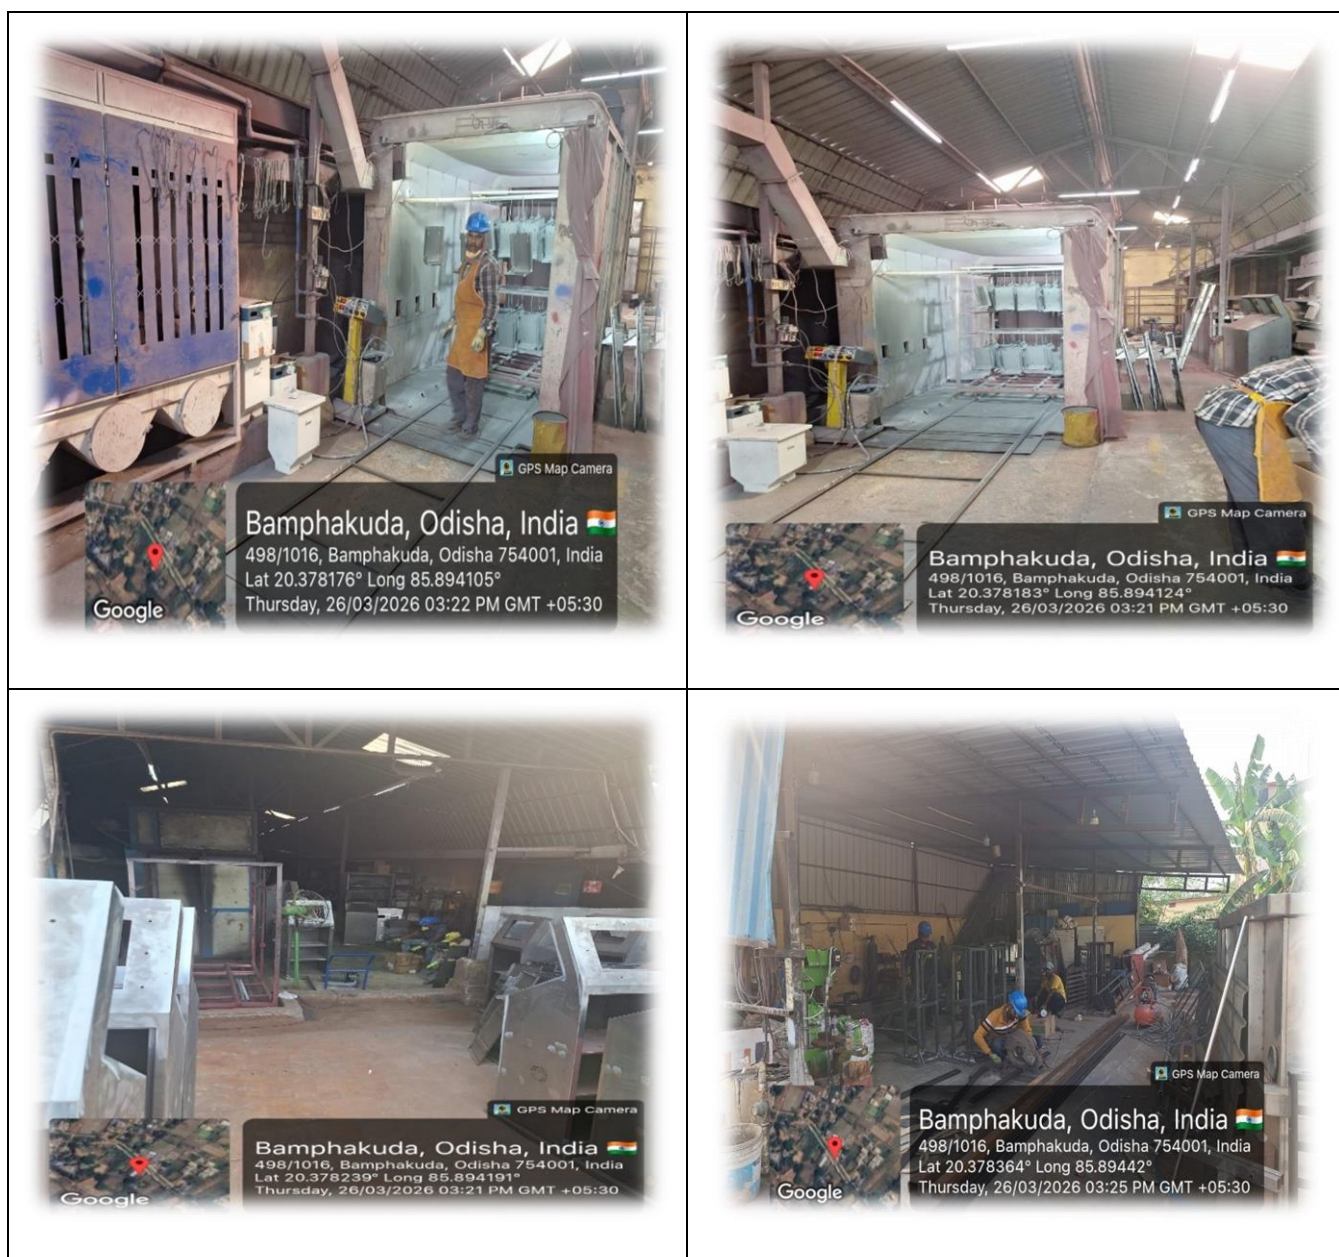 GPS Map Camera
Bamphakuda, Odisha, India
498/1016, Bamphakuda, Odisha 754001, India
Lat 20.378176° Long 85.894105°
Thursday, 26/03/2026 03:22 PM GMT +05:30
Google
GPS Map Camera
Bamphakuda, Odisha, India
498/1016, Bamphakuda, Odisha 754001, India
Lat 20.378183° Long 85.894124°
Thursday, 26/03/2026 03:21 PM GMT +05:30
Google
GPS Map Camera
Bamphakuda, Odisha, India
498/1016, Bamphakuda, Odisha 754001, India
Lat 20.378239° Long 85.894191°
Thursday, 26/03/2026 03:21 PM GMT +05:30
Google
GPS Map Camera
Bamphakuda, Odisha, India
498/1016, Bamphakuda, Odisha 754001, India
Lat 20.378364° Long 85.89442°
Thursday, 26/03/2026 03:25 PM GMT +05:30
Google